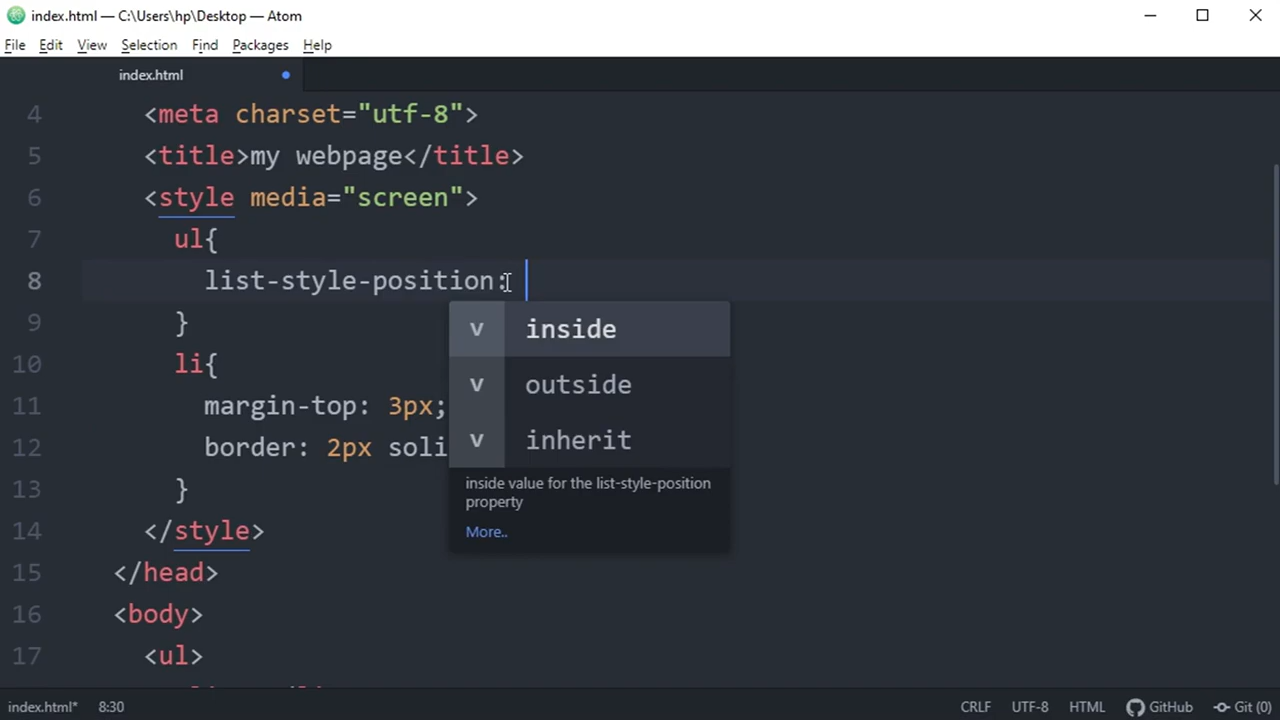 index.html — C:\Users\hp\Desktop — Atom
File Edit View Selection Find Packages Help
index.html
4 <meta charset="utf-8">
5 <title>my webpage</title>
6 <style media="screen">
7 ul{
8 list-style-position:
9 }
10 li{
11 margin-top: 3px;
12 border: 2px soli
13 }
14 </style>
15 </head>
16 <body>
17 <ul>
v inside
v outside
v inherit
inside value for the list-style-position
property
More..
index.html* 8:30 CRLF UTF-8 HTML GitHub Git (0)